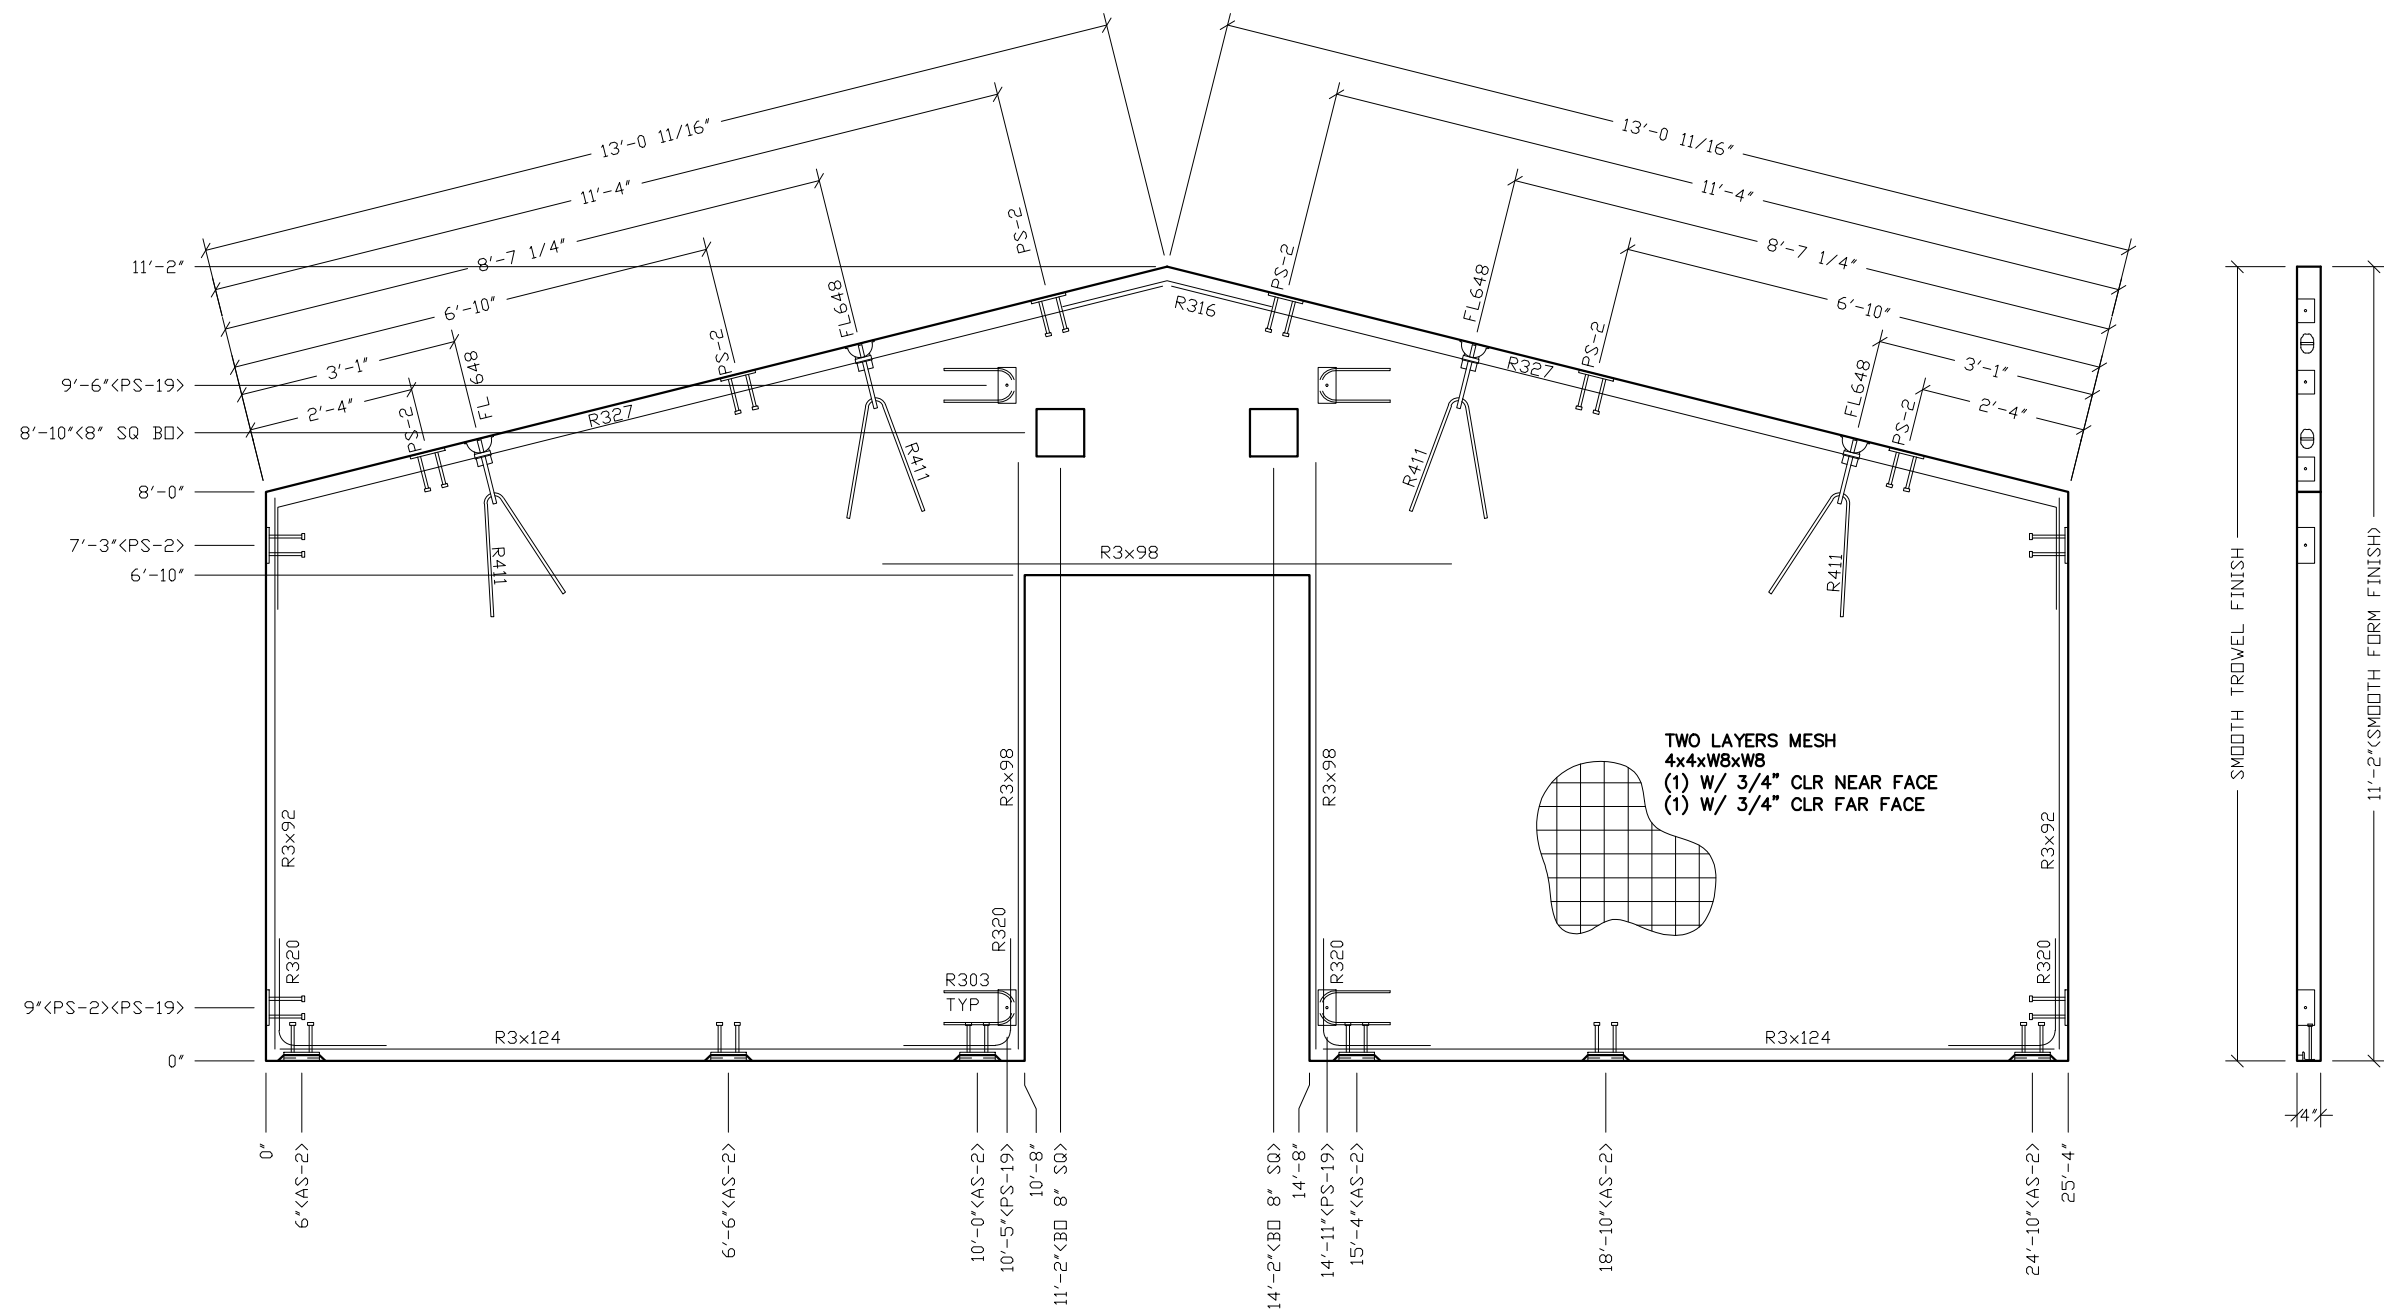 13'-0 11/16"
11'-4"
8'-7 1/4"
6'-10"
3'-1"
2'-4"
PS-2
FL648
PS-2
FL648
PS-2
13'-0 11/16"
11'-4"
8'-7 1/4"
6'-10"
3'-1"
2'-4"
PS-2
FL648
PS-2
FL648
PS-2
11'-2"
9'-6"<PS-19>
8'-10"<8" SQ BO>
8'-0"
7'-3"<PS-2>
6'-10"
9"<PS-2><PS-19>
0"
R316
R327
R327
R411
R411
R411
R411
R3x98
R3x98
R3x98
R3x92
R3x92
R320
R320
R320
R320
R303
TYP
R3x124
R3x124
TWO LAYERS MESH
4x4xW8xW8
(1) W/ 3/4" CLR NEAR FACE
(1) W/ 3/4" CLR FAR FACE
0"
6"<AS-2>
6'-6"<AS-2>
10'-0"<AS-2>
10'-5"<PS-19>
10'-8"
11'-2"<BO 8" SQ>
14'-2"<BO 8" SQ>
14'-8"
14'-11"<PS-19>
15'-4"<AS-2>
18'-10"<AS-2>
24'-10"<AS-2>
25'-4"
SMOOTH TROWEL FINISH
11'-2"<SMOOTH FORM FINISH>
4"